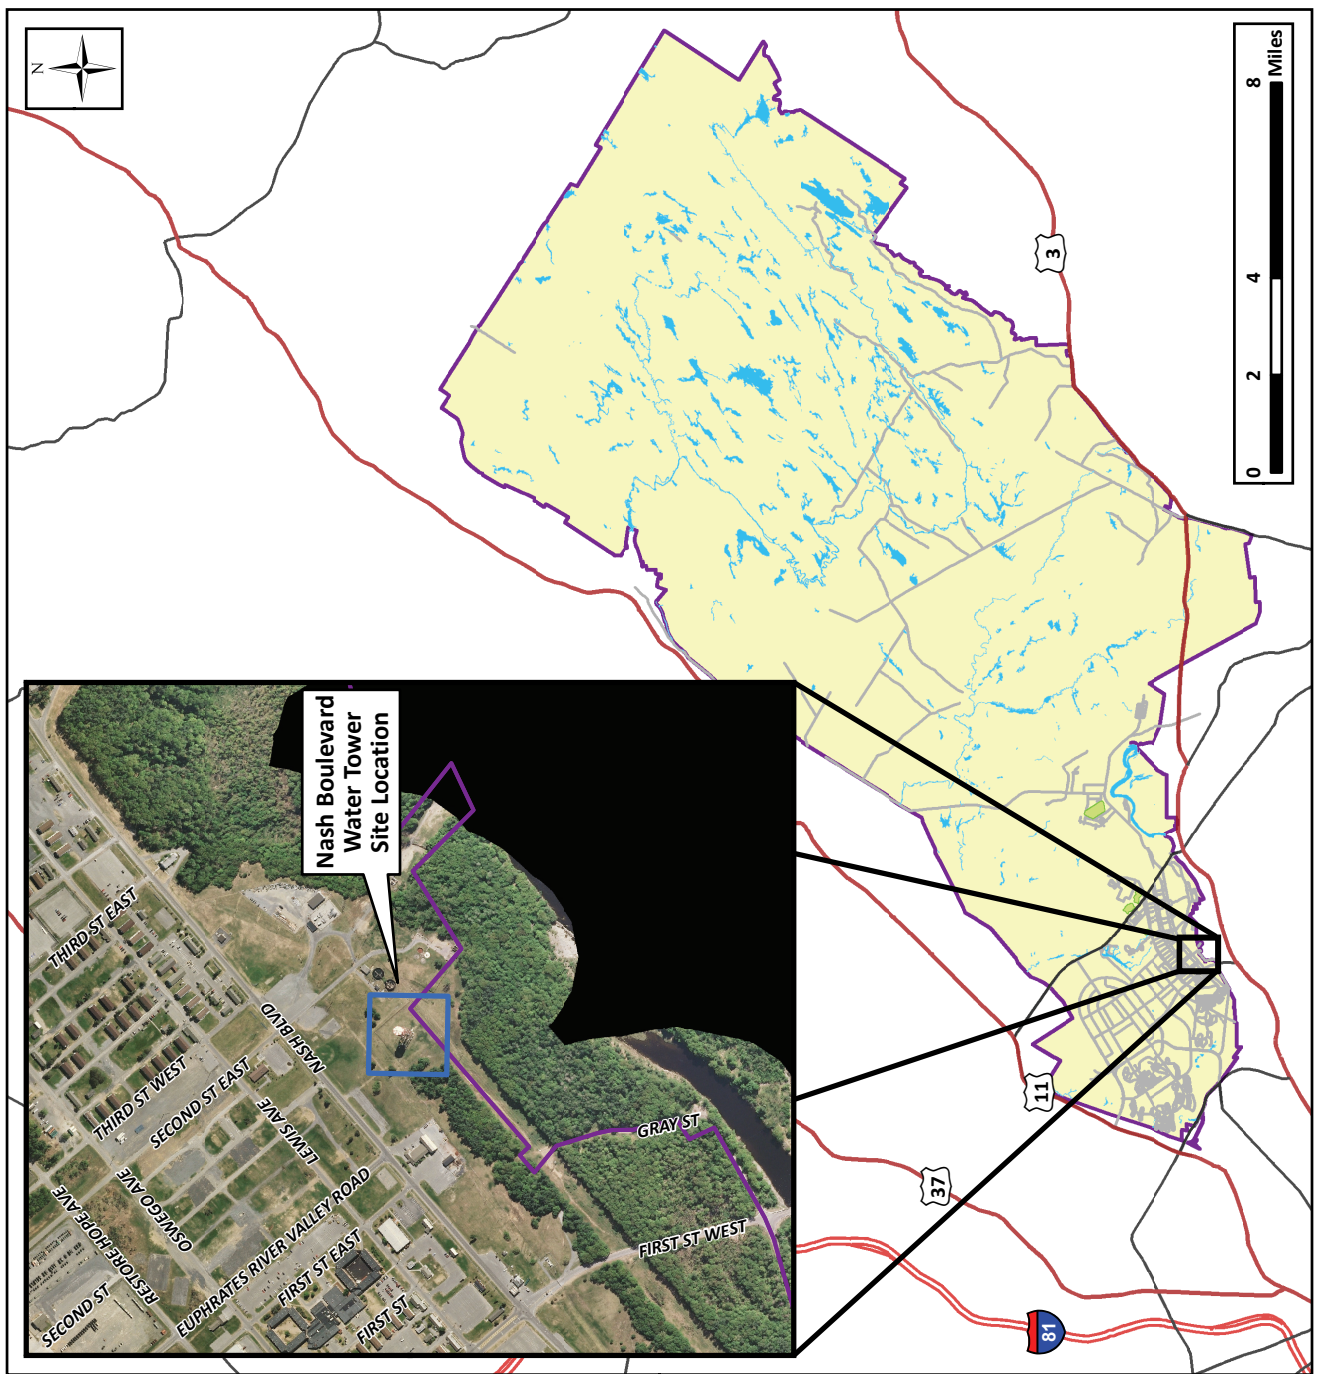 N
Nash Boulevard
Water Tower
Site Location
THIRD ST EAST
NASH BLVD
THIRD ST WEST
SECOND ST EAST
LEWIS AVE
OSWEGO AVE
RESTORE HOPE AVE
SECOND ST
EUPHRATES RIVER VALLEY ROAD
FIRST ST EAST
FIRST ST
GRAY ST
FIRST ST WEST
3
11
37
81
0 2 4 8
Miles